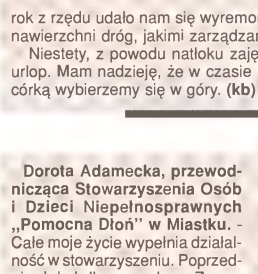 rok z rzędu udało nam się wyremo
nawierzchni dróg, jakimi zarządza
Niestety, z powodu natłoku zaję
urlop. Mam nadzieję, że w czasie
córką wybierzemy się w góry. (kb)
Dorota Adamecka, przewod-
nicząca Stowarzyszenia Osób
i Dzieci Niepełnosprawnych
„Pomocna Dłoń” w Miastku. -
Całe moje życie wypełnia działal-
ność w stowarzyszeniu. Poprzed-